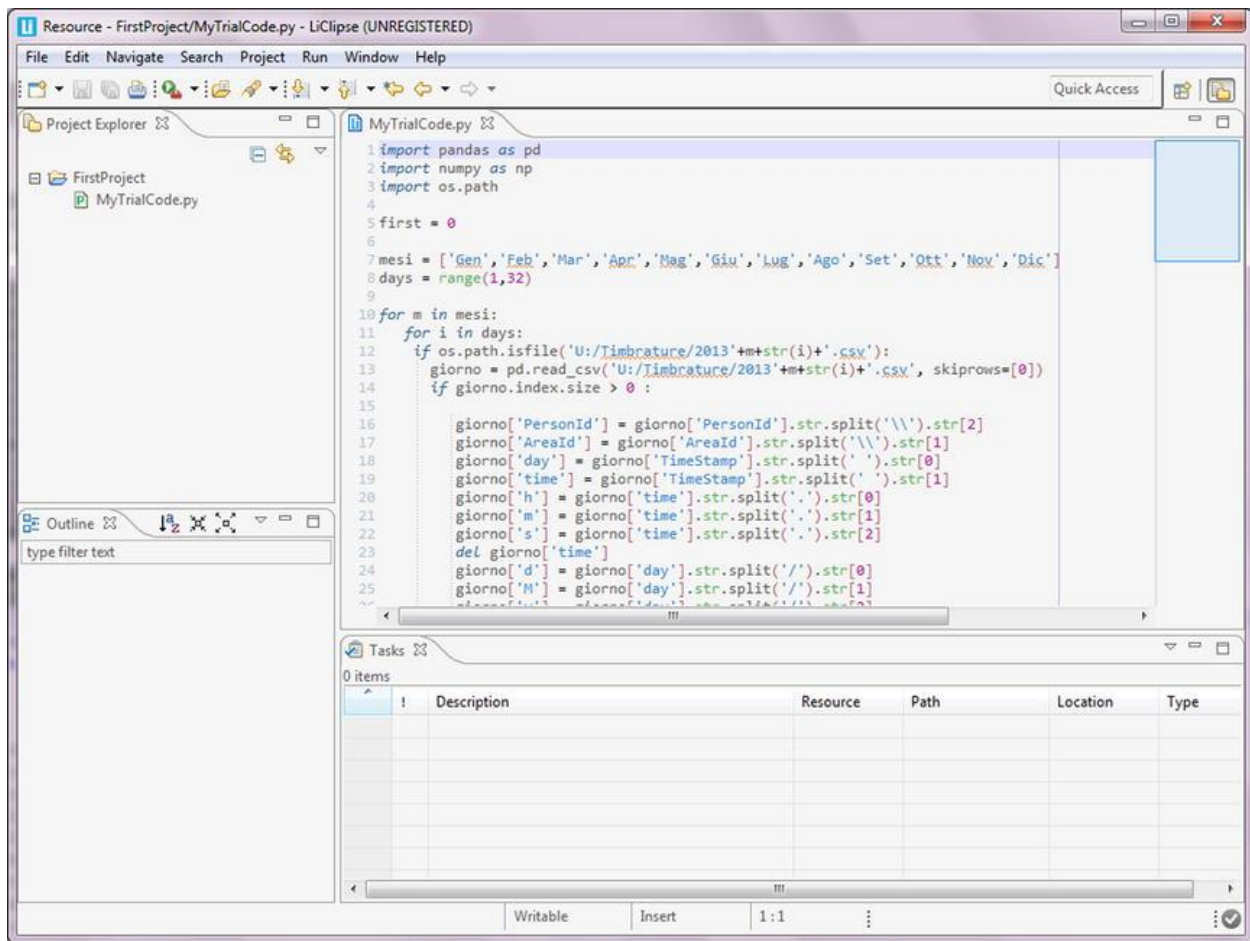 Resource - FirstProject/MyTrialCode.py - LiClipse (UNREGISTERED)
File Edit Navigate Search Project Run Window Help
Quick Access
Project Explorer
FirstProject
MyTrialCode.py
Outline
type filter text
MyTrialCode.py
1 import pandas as pd
2 import numpy as np
3 import os.path
4
5 first = 0
6
7 mesi = ['Gen','Feb','Mar','Apr','Mag','Giu','Lug','Ago','Set','Ott','Nov','Dic']
8 days = range(1,32)
9
10 for m in mesi:
11 for i in days:
12 if os.path.isfile('U:/Timbrature/2013'+m+str(i)+'.csv'):
13 giorno = pd.read_csv('U:/Timbrature/2013'+m+str(i)+'.csv', skiprows=[0])
14 if giorno.index.size > 0 :
15
16 giorno['PersonId'] = giorno['PersonId'].str.split('\\').str[2]
17 giorno['AreaId'] = giorno['AreaId'].str.split('\\').str[1]
18 giorno['day'] = giorno['TimeStamp'].str.split(' ').str[0]
19 giorno['time'] = giorno['TimeStamp'].str.split(' ').str[1]
20 giorno['h'] = giorno['time'].str.split('.').str[0]
21 giorno['m'] = giorno['time'].str.split('.').str[1]
22 giorno['s'] = giorno['time'].str.split('.').str[2]
23 del giorno['time']
24 giorno['d'] = giorno['day'].str.split('/').str[0]
25 giorno['M'] = giorno['day'].str.split('/').str[1]
Tasks
0 items
! Description Resource Path Location Type
Writable Insert 1:1